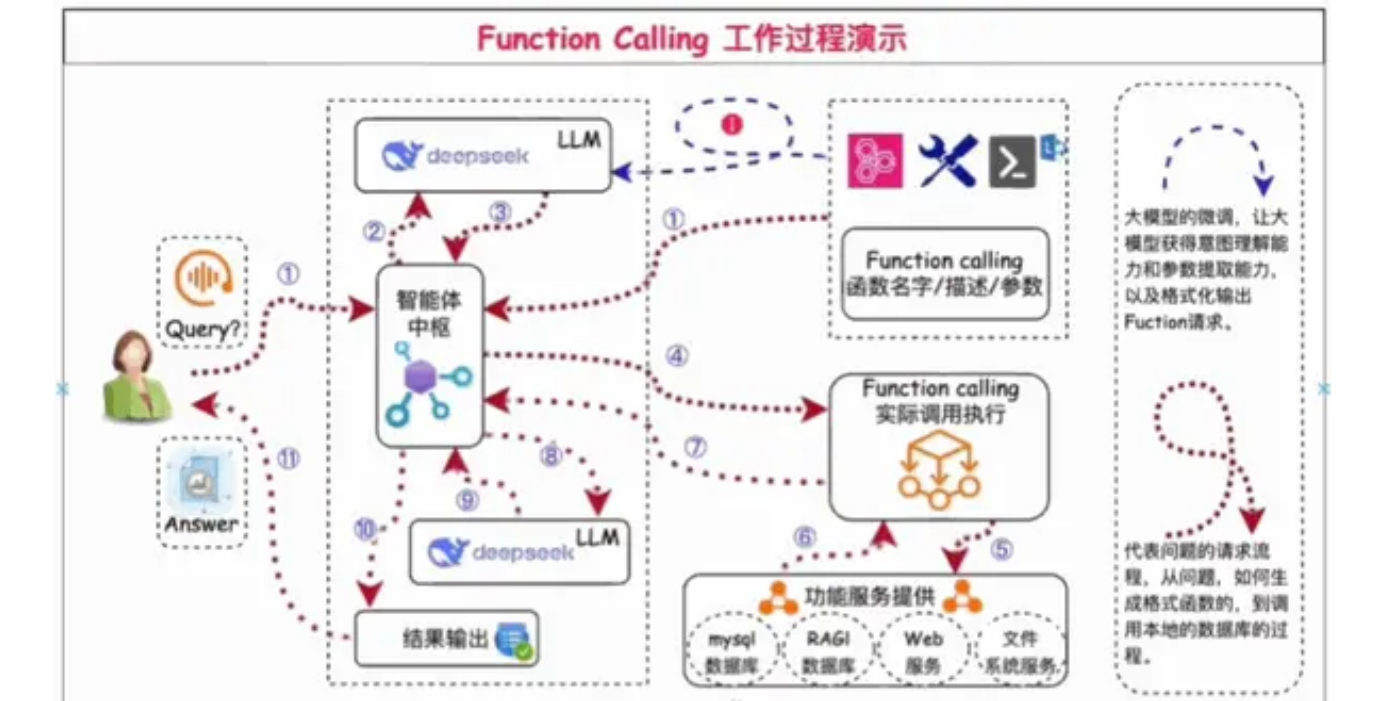 Function Calling 工作过程演示
LLM
deepseek
①
②
③
①
Query?
智能体
中枢
Function calling
函数名字/描述/参数
④
Function calling
实际调用执行
⑦
⑧
⑨
⑪
Answer
⑩
LLM
deepseek
⑥
⑤
结果输出
功能服务提供
mysql
数据库
RAGl
数据库
Web
服务
文件
系统服务
大模型的微调，让大
模型获得意图理解能
力和参数提取能力，
以及格式化输出
Fuction请求。
代表问题的请求流
程，从问题，如何生
成格式函数的，到调
用本地的数据库的过
程。